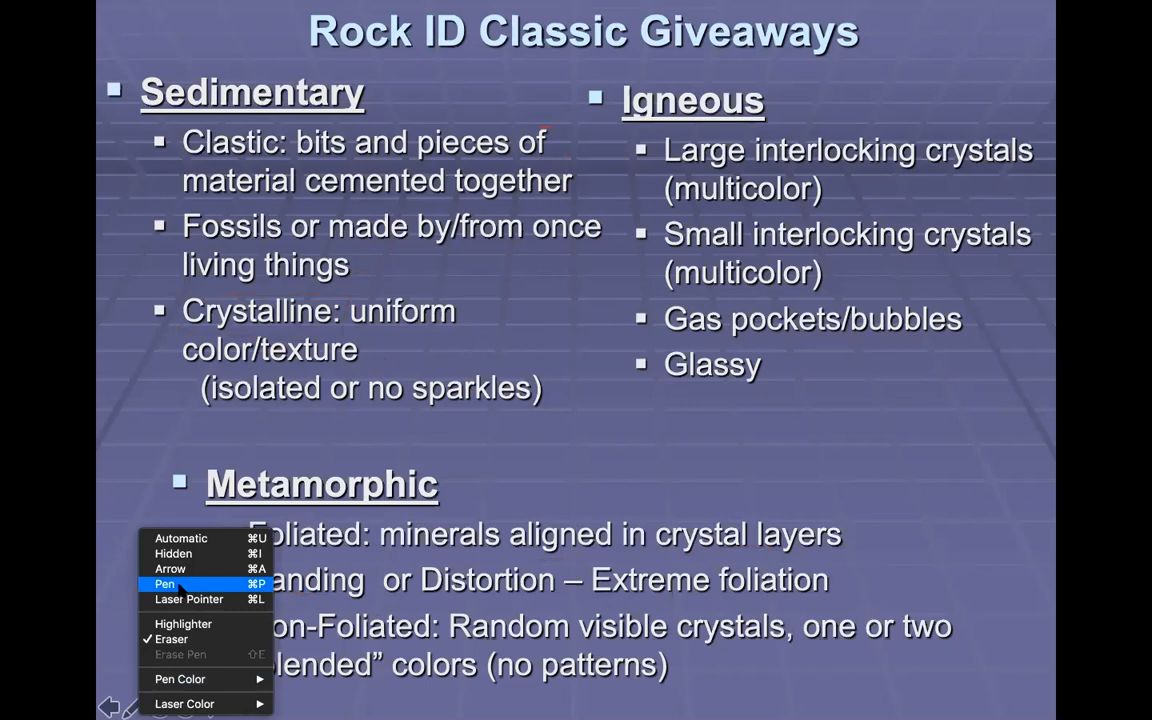 Rock ID Classic Giveaways
Sedimentary
Clastic: bits and pieces of
material cemented together
Fossils or made by/from once
living things
Crystalline: uniform
color/texture
(isolated or no sparkles)
Igneous
Large interlocking crystals
(multicolor)
Small interlocking crystals
(multicolor)
Gas pockets/bubbles
Glassy
Metamorphic
Foliated: minerals aligned in crystal layers
anding or Distortion – Extreme foliation
on-Foliated: Random visible crystals, one or two
lended” colors (no patterns)
Automatic ⌘U
Hidden ⌘I
Arrow ⌘A
Pen ⌘P
Laser Pointer ⌘L
Highlighter
✓ Eraser
Erase Pen ⇧E
Pen Color
Laser Color